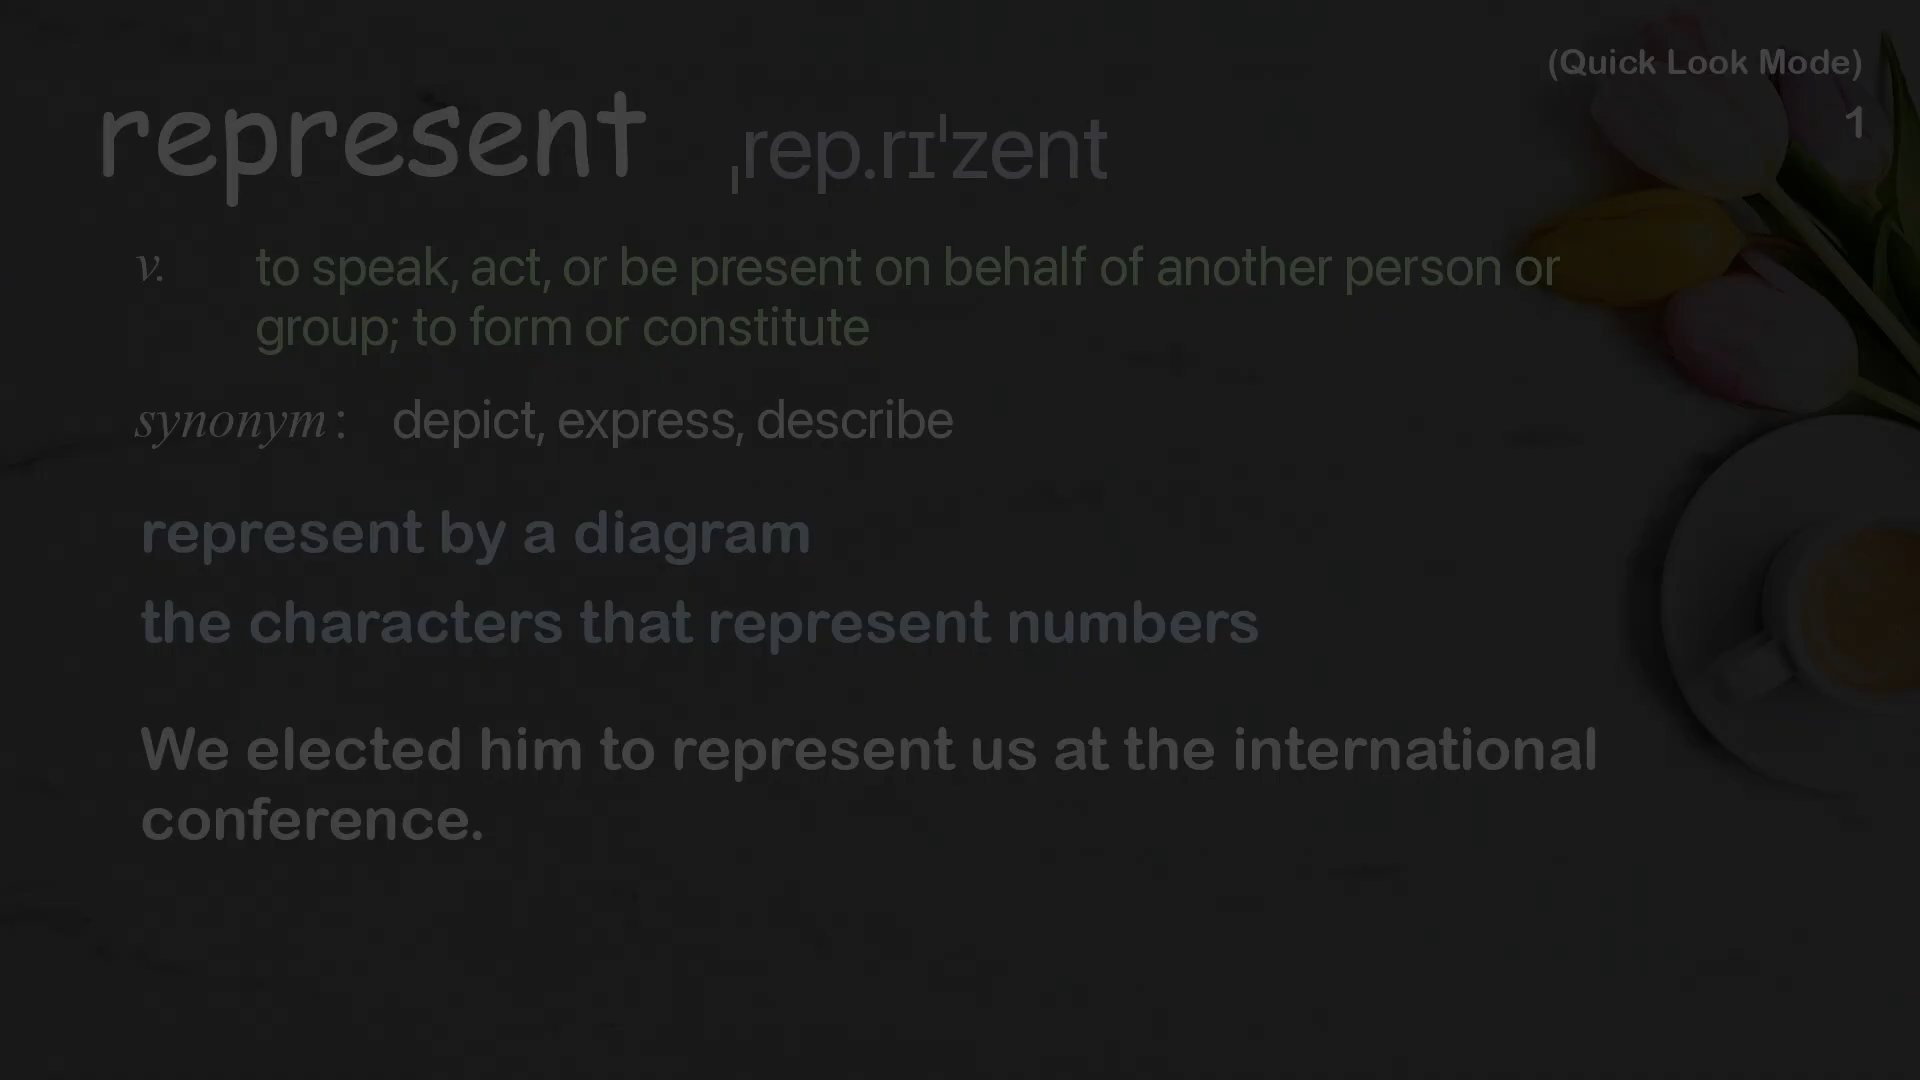 (Quick Look Mode)
1
represent ˌrep.rɪˈzent
v. to speak, act, or be present on behalf of another person or
group; to form or constitute
synonym: depict, express, describe
represent by a diagram
the characters that represent numbers
We elected him to represent us at the international
conference.